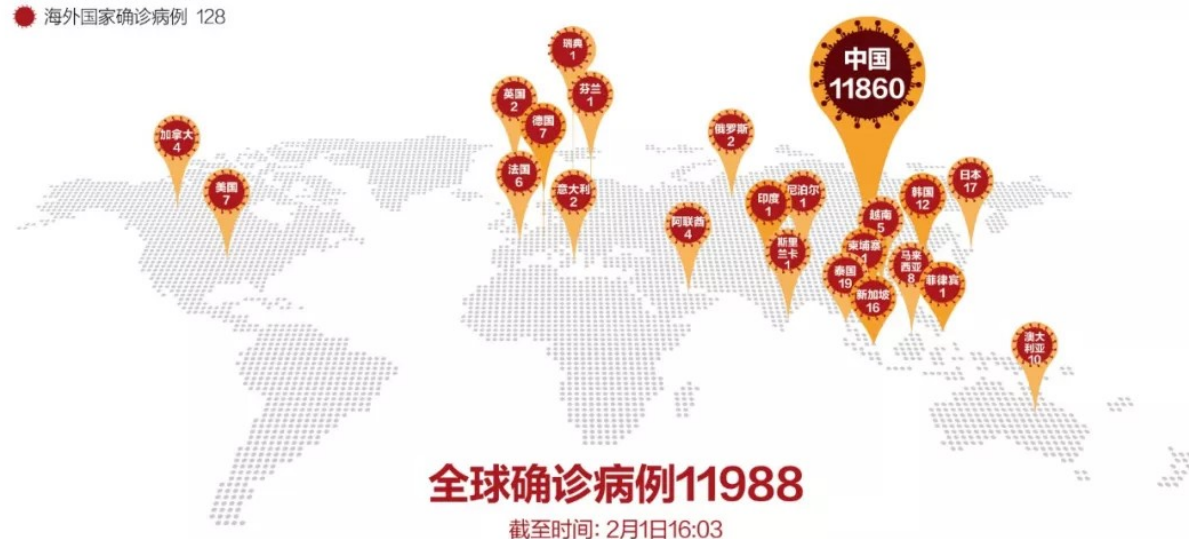 海外国家确诊病例 128
瑞典
1
中国
11860
英国
2
芬兰
1
德国
7
加拿大
4
俄罗斯
2
法国
6
美国
7
意大利
2
日本
17
印度
1
尼泊尔
1
韩国
12
阿联酋
4
越南
5
斯里
兰卡
1
柬埔寨
1
马来
西亚
8
泰国
19
菲律宾
1
新加坡
16
澳大
利亚
10
全球确诊病例11988
截至时间: 2月1日16:03